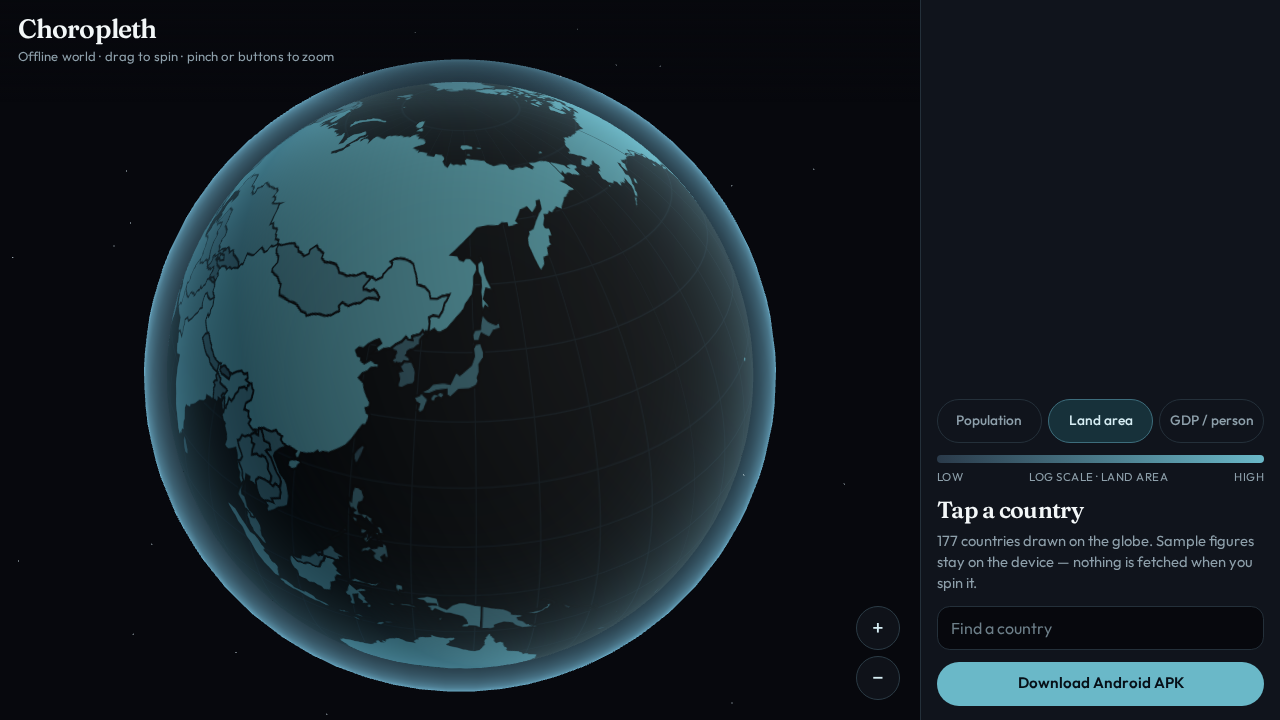 Choropleth
Offline world · drag to spin · pinch or buttons to zoom
Population
Land area
GDP / person
LOW
LOG SCALE · LAND AREA
HIGH
Tap a country
177 countries drawn on the globe. Sample figures
stay on the device — nothing is fetched when you
spin it.
+
Find a country
−
Download Android APK